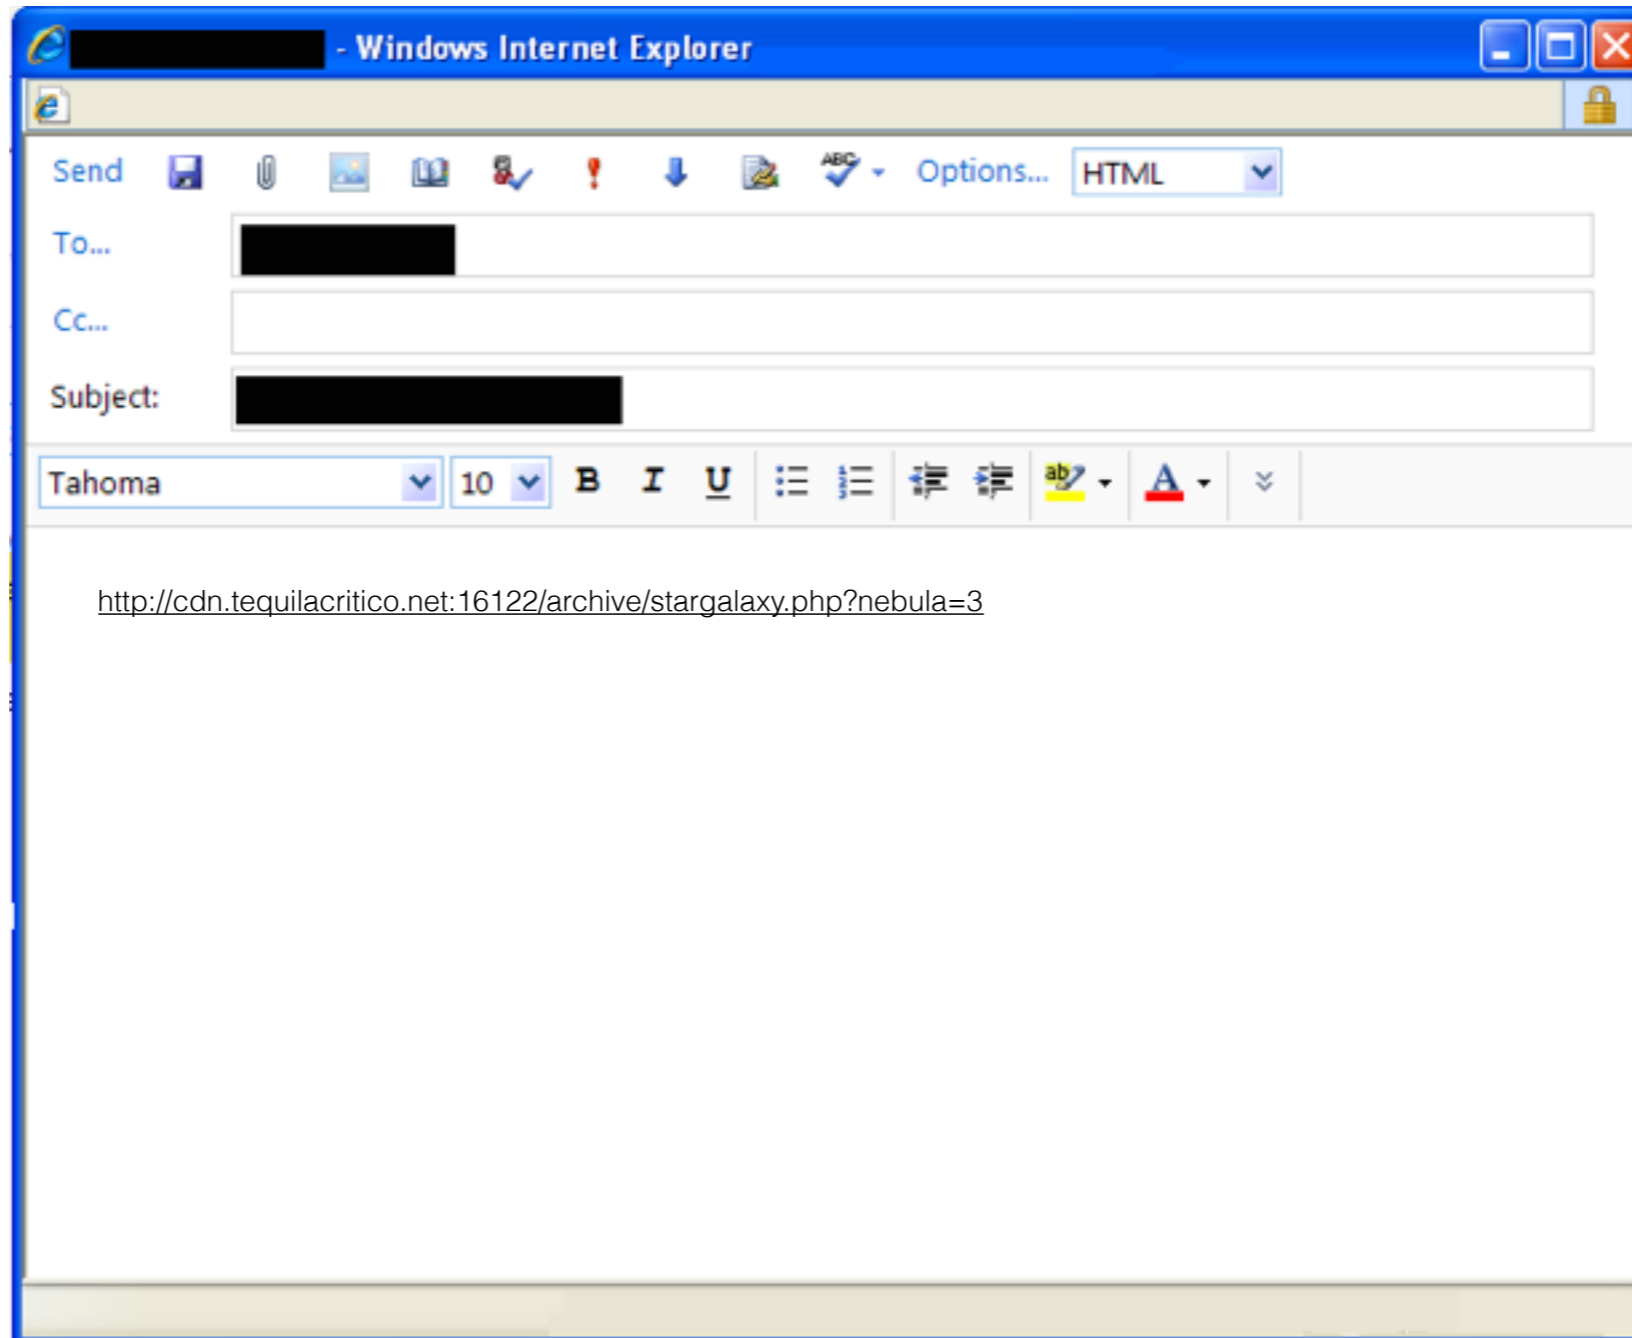 - Windows Internet Explorer
Send ABC Options... HTML
To...
Cc...
Subject:
Tahoma 10 B I U ab A
http://cdn.tequilacritico.net:16122/archive/stargalaxy.php?nebula=3